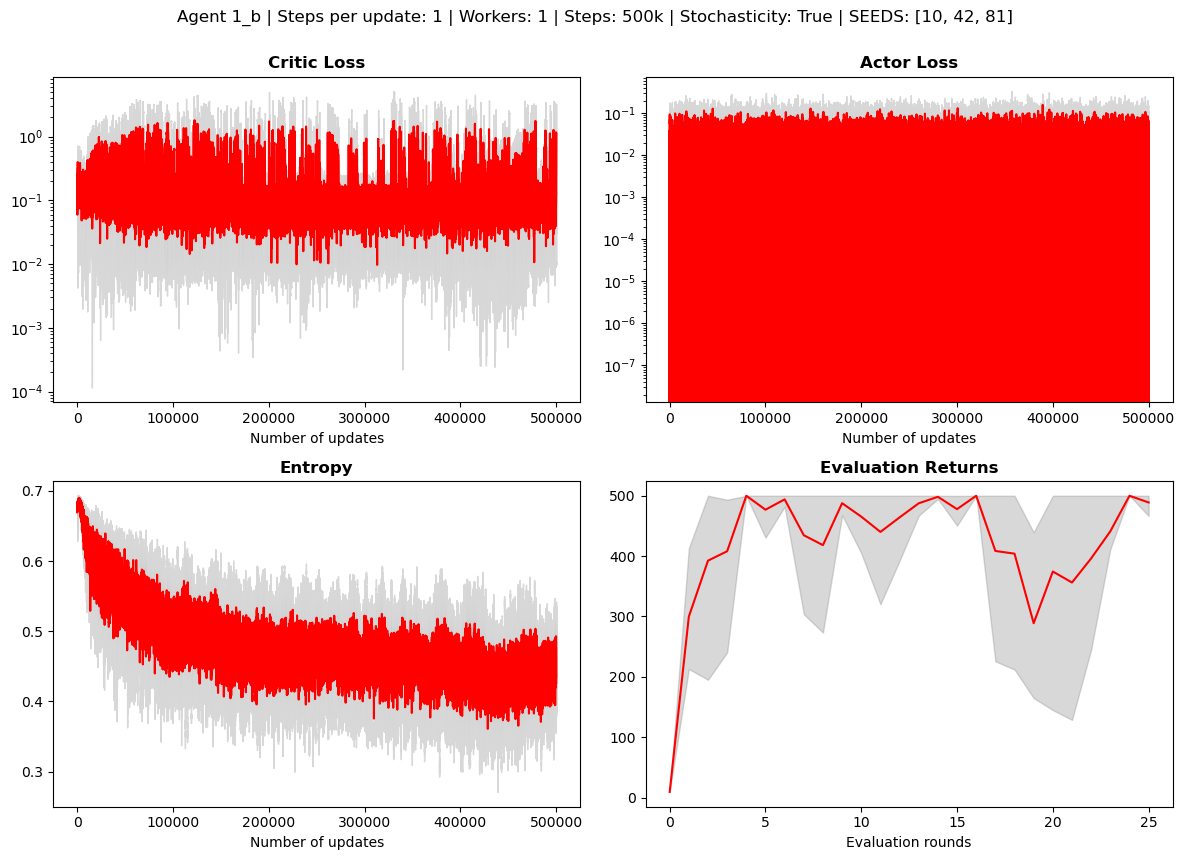 Agent 1_b | Steps per update: 1 | Workers: 1 | Steps: 500k | Stochasticity: True | SEEDS: [10, 42, 81]
Critic Loss
10⁰
10⁻¹
10⁻²
10⁻³
10⁻⁴
0 100000 200000 300000 400000 500000
Number of updates
Actor Loss
10⁻¹
10⁻²
10⁻³
10⁻⁴
10⁻⁵
10⁻⁶
10⁻⁷
0 100000 200000 300000 400000 500000
Number of updates
Entropy
0.7
0.6
0.5
0.4
0.3
0 100000 200000 300000 400000 500000
Number of updates
Evaluation Returns
500
400
300
200
100
0
0 5 10 15 20 25
Evaluation rounds